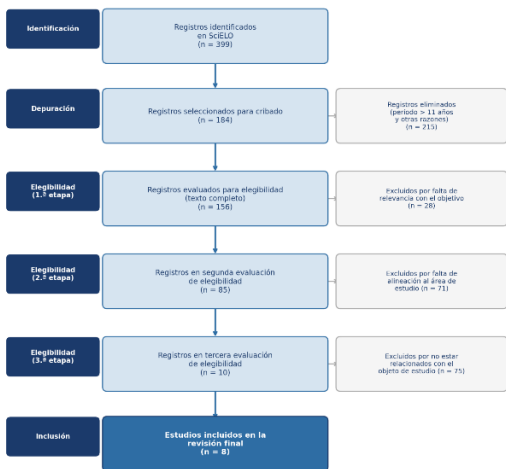 Identificación
Registros identificados
en SciELO
(n = 399)
Depuración
Registros seleccionados para cribado
(n = 184)
Registros eliminados
(período > 11 años
y otras razones)
(n = 215)
Elegibilidad
(1.ª etapa)
Registros evaluados para elegibilidad
(texto completo)
(n = 156)
Excluidos por falta de
relevancia con el objetivo
(n = 28)
Elegibilidad
(2.ª etapa)
Registros en segunda evaluación
de elegibilidad
(n = 85)
Excluidos por falta de
alineación al área de
estudio (n = 71)
Elegibilidad
(3.ª etapa)
Registros en tercera evaluación
de elegibilidad
(n = 10)
Excluidos por no estar
relacionados con el
objeto de estudio (n = 75)
Inclusión
Estudios incluidos en la
revisión final
(n = 8)